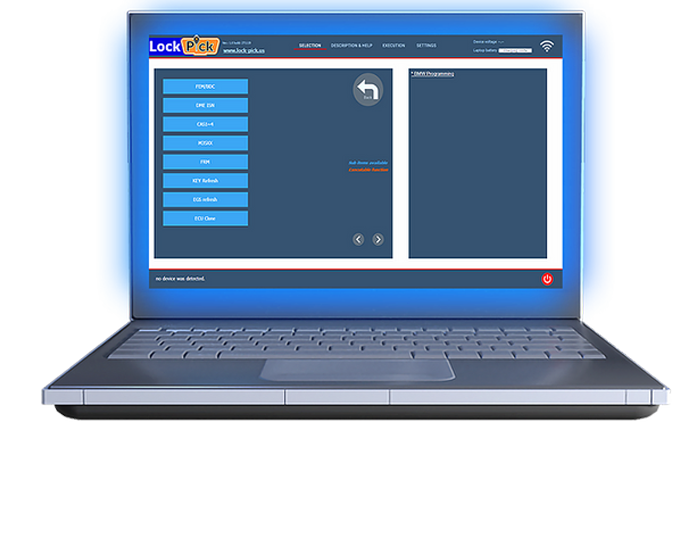 Lock Pick
www.lock-pick.us
SELECTION
DESCRIPTION & HELP
EXECUTION
SETTINGS
Device voltage: -.-
Laptop battery
FEM/BDC
DME ISN
CAS1~4
FRM
KEY Refresh
EGS refresh
ECU Clone
Back
* BMW Programming
Sub items available
Executable function
no device was detected.